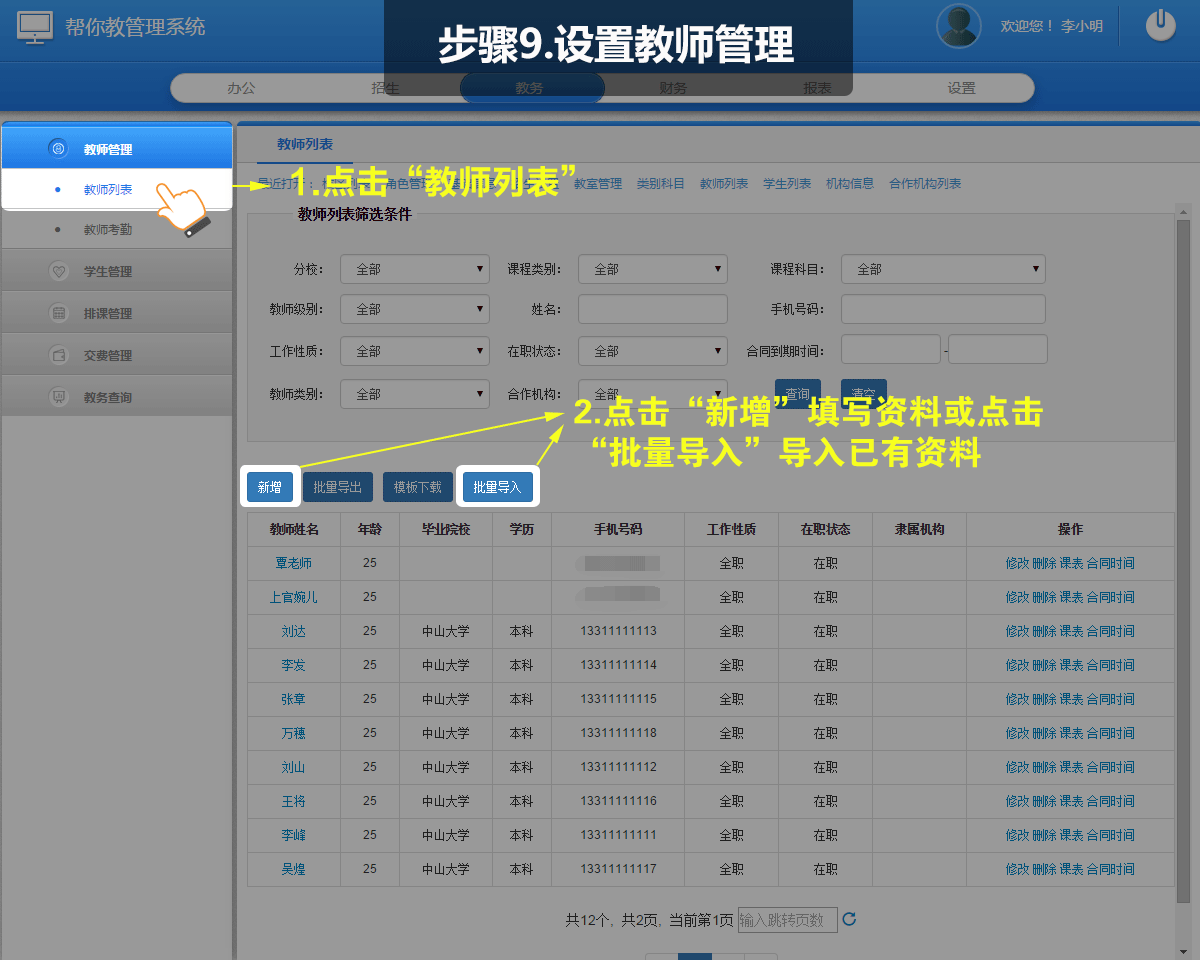 帮你教管理系统
步骤9.设置教师管理
欢迎您！ 李小明
办公 招生 教务 财务 报表 设置
教师管理
教师列表
教师考勤
学生管理
排课管理
交费管理
教务查询
教师列表
1.点击“教师列表”
最近打开： 角色管理 教室管理 类别科目 教师列表 学生列表 机构信息 合作机构列表
教师列表筛选条件
分校： 全部 课程类别： 全部 课程科目： 全部
教师级别： 全部 姓名： 手机号码：
工作性质： 全部 在职状态： 全部 合同到期时间： -
教师类别： 全部 合作机构： 全部 查询 清空
2.点击“新增”填写资料或点击
“批量导入”导入已有资料
新增 批量导出 模板下载 批量导入
教师姓名 年龄 毕业院校 学历 手机号码 工作性质 在职状态 隶属机构 操作
覃老师 25 全职 在职 修改 删除 课表 合同时间
上官婉儿 25 全职 在职 修改 删除 课表 合同时间
刘达 25 中山大学 本科 13311111113 全职 在职 修改 删除 课表 合同时间
李发 25 中山大学 本科 13311111114 全职 在职 修改 删除 课表 合同时间
张章 25 中山大学 本科 13311111115 全职 在职 修改 删除 课表 合同时间
万穗 25 中山大学 本科 13311111118 全职 在职 修改 删除 课表 合同时间
刘山 25 中山大学 本科 13311111112 全职 在职 修改 删除 课表 合同时间
王将 25 中山大学 本科 13311111116 全职 在职 修改 删除 课表 合同时间
李峰 25 中山大学 本科 13311111111 全职 在职 修改 删除 课表 合同时间
吴煌 25 中山大学 本科 13311111117 全职 在职 修改 删除 课表 合同时间
共12个, 共2页, 当前第1页 输入跳转页数